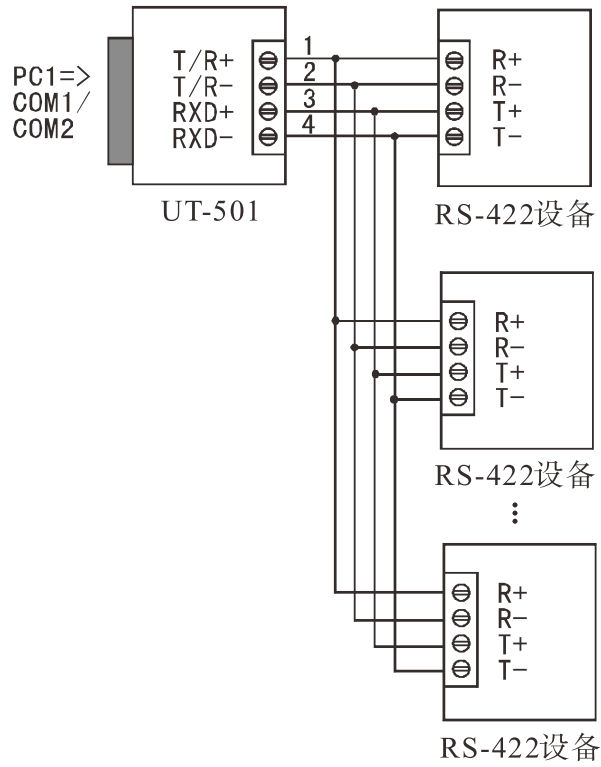 PC1=>
COM1/
COM2
T/R+
T/R-
RXD+
RXD-
1
2
3
4
UT-501
R+
R-
T+
T-
RS-422设备
R+
R-
T+
T-
RS-422设备
⋮
R+
R-
T+
T-
RS-422设备